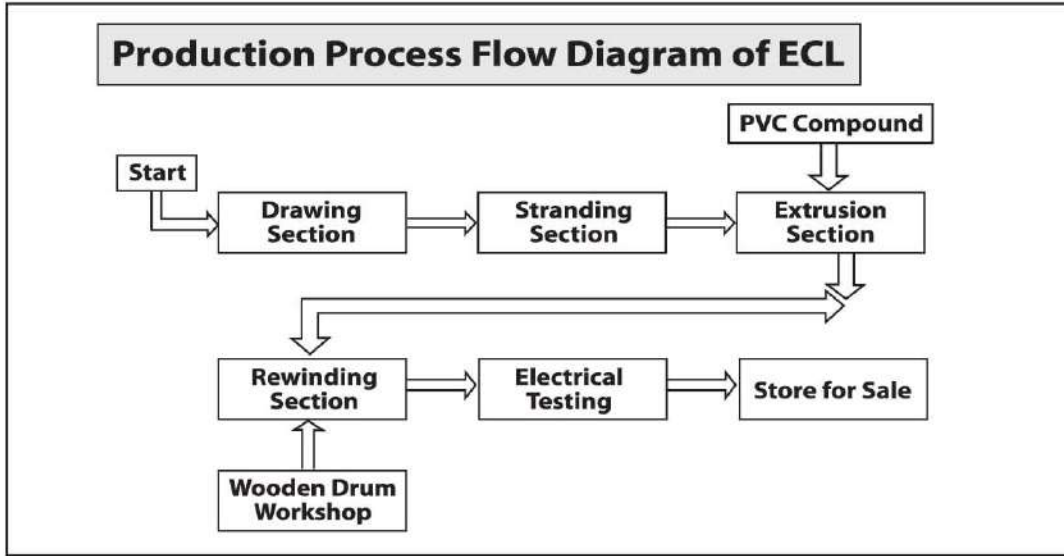 Production Process Flow Diagram of ECL
PVC Compound
Start
Drawing
Section
Stranding
Section
Extrusion
Section
Rewinding
Section
Electrical
Testing
Store for Sale
Wooden Drum
Workshop